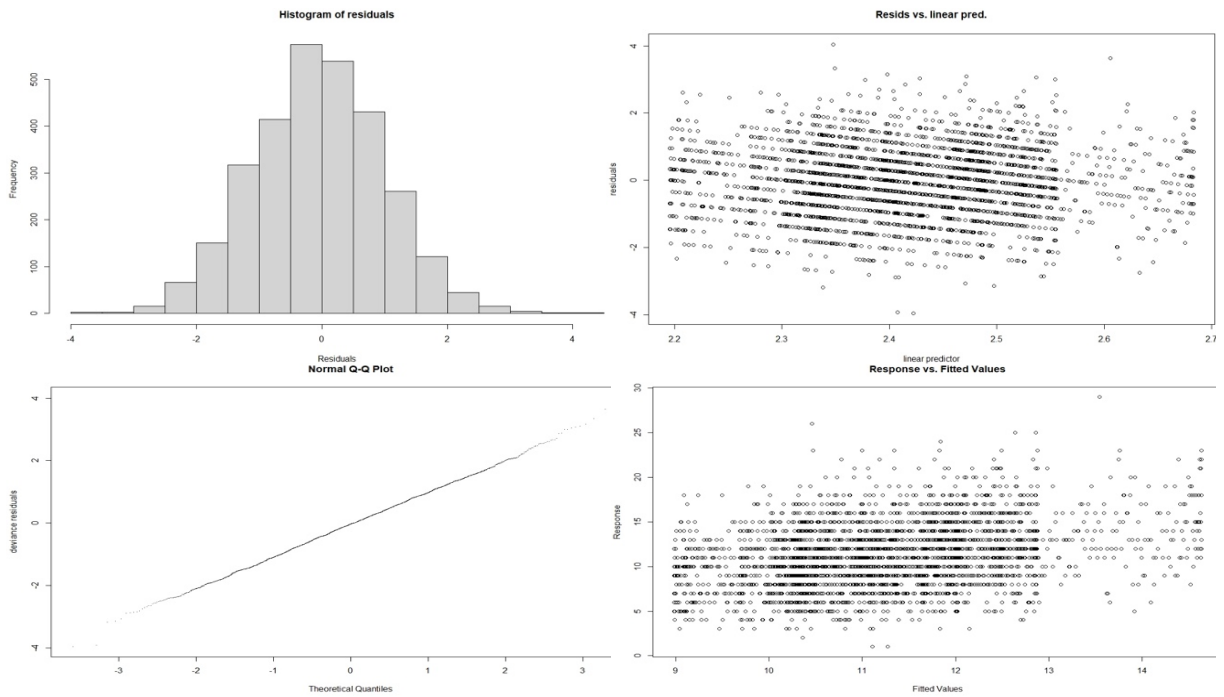 Histogram of residuals
Frequency
0 100 200 300 400 500
-4 -2 0 2 4
Residuals
Resids vs. linear pred.
residuals
-4 -2 0 2 4
2.2 2.3 2.4 2.5 2.6 2.7
linear predictor
Normal Q-Q Plot
deviance residuals
-4 -2 0 2 4
-3 -2 -1 0 1 2 3
Theoretical Quantiles
Response vs. Fitted Values
Response
0 5 10 15 20 25 30
9 10 11 12 13 14
Fitted Values